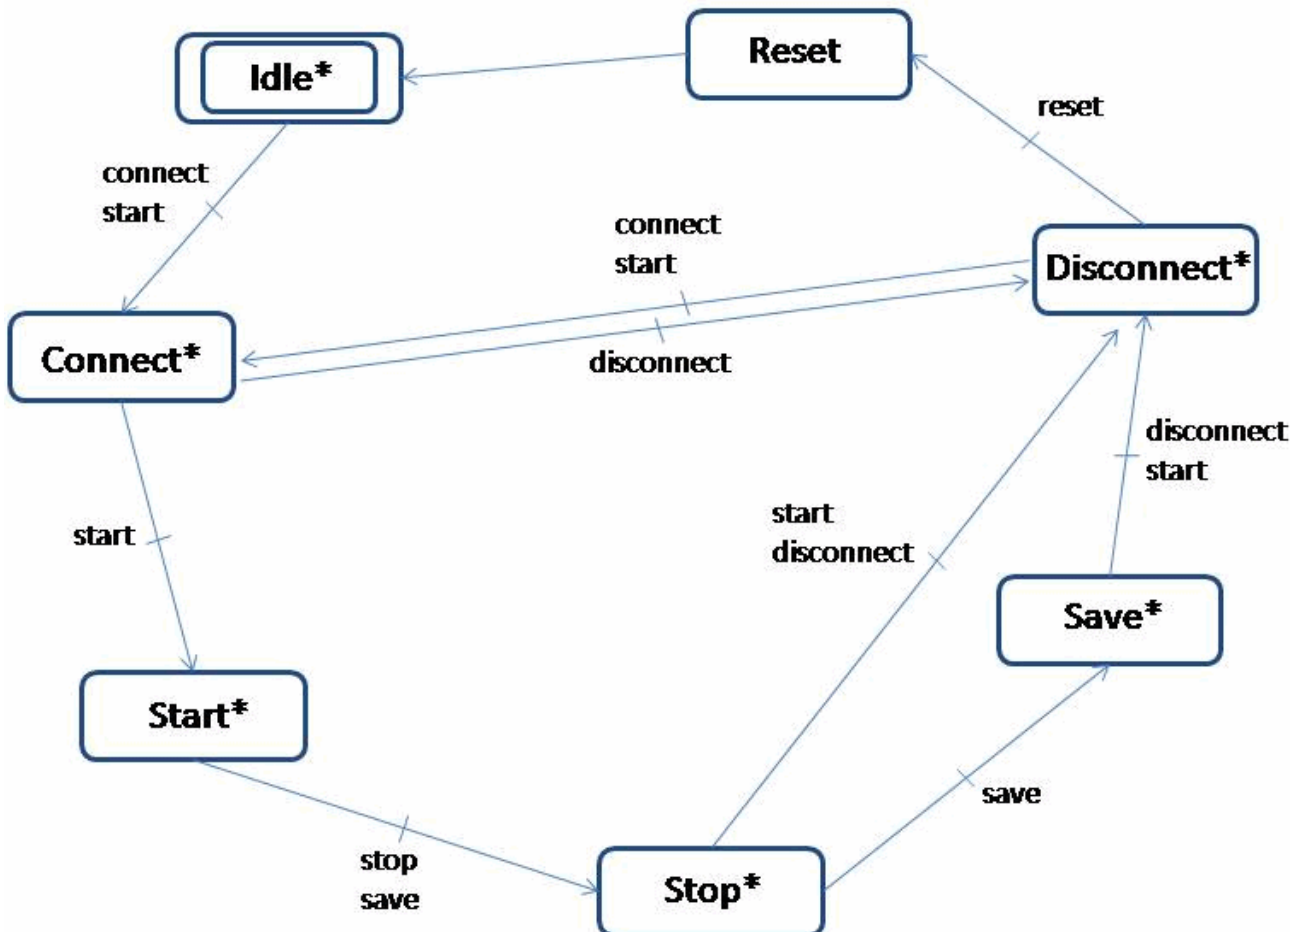 Reset
Idle*
reset
connect
start
connect
start
Disconnect*
Connect*
disconnect
disconnect
start
start
start
disconnect
Save*
Start*
save
stop
save
Stop*